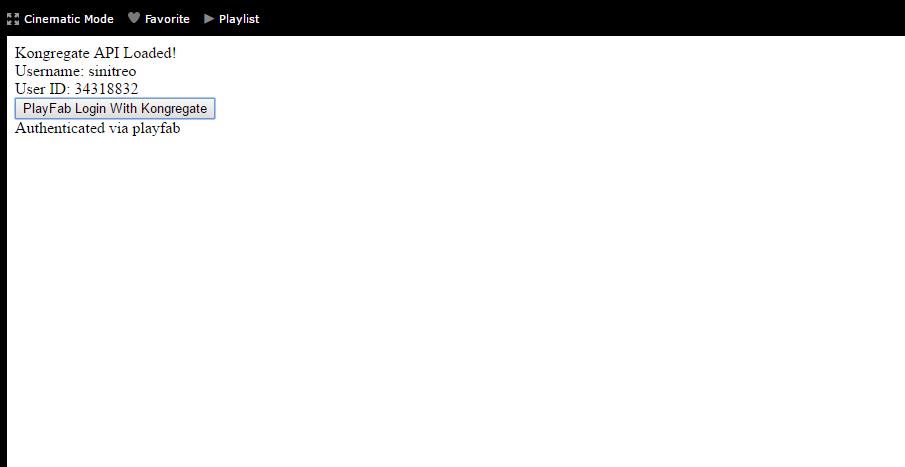 Cinematic Mode Favorite Playlist
Kongregate API Loaded!
Username: sinitreo
User ID: 34318832
PlayFab Login With Kongregate
Authenticated via playfab